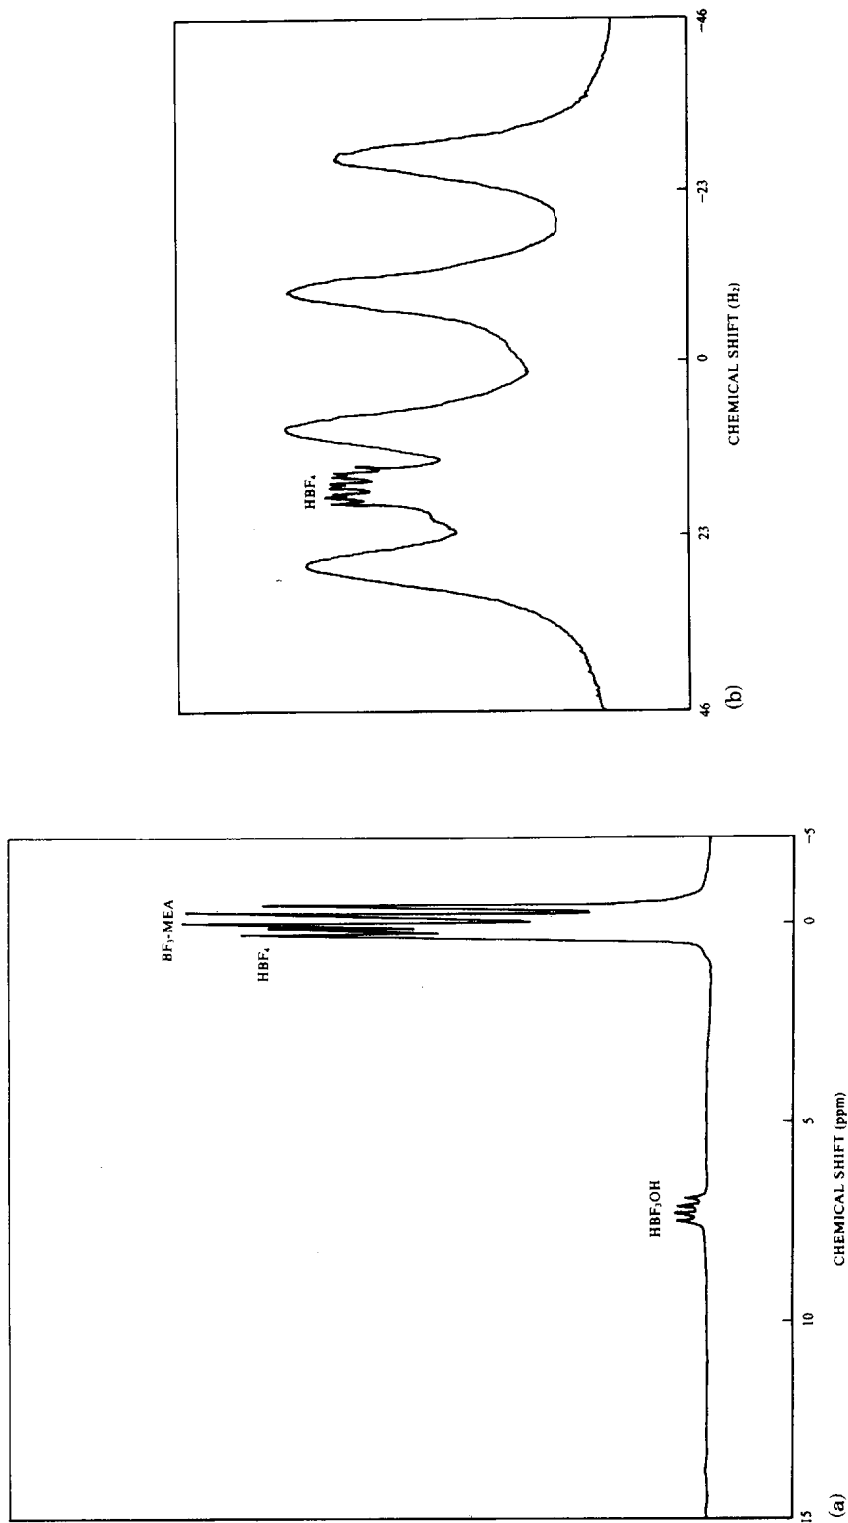 BF₃-MEA
HBF₄
HBF₃OH
15
10
5
0
-5
CHEMICAL SHIFT (ppm)
(a)
HBF₄
46
23
0
-23
-46
CHEMICAL SHIFT (H₂)
(b)